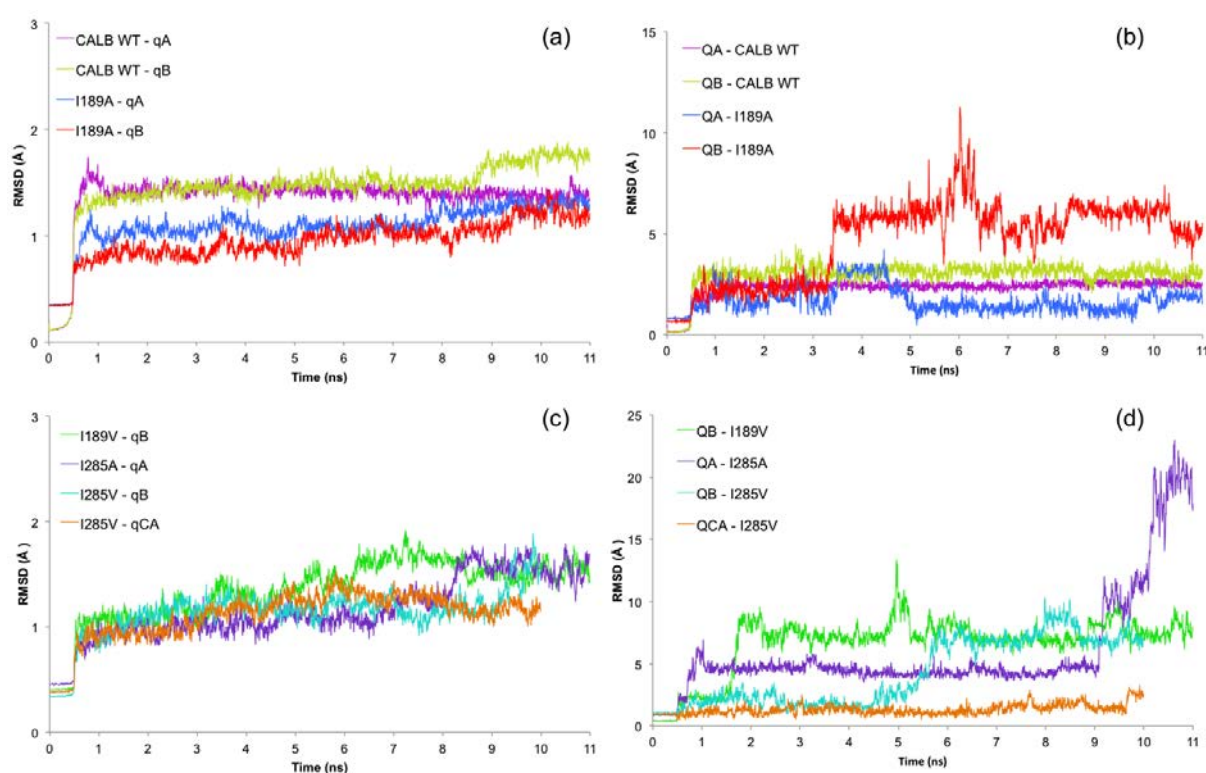 (a)
3
2
1
0
RMSD (Å)
CALB WT - qA
CALB WT - qB
I189A - qA
I189A - qB
0 1 2 3 4 5 6 7 8 9 10 11
Time (ns)
(b)
15
10
5
0
RMSD (Å)
QA - CALB WT
QB - CALB WT
QA - I189A
QB - I189A
0 1 2 3 4 5 6 7 8 9 10 11
Time (ns)
(c)
3
2
1
0
RMSD (Å)
I189V - qB
I285A - qA
I285V - qB
I285V - qCA
0 1 2 3 4 5 6 7 8 9 10 11
Time (ns)
(d)
25
20
15
10
5
0
RMSD (Å)
QB - I189V
QA - I285A
QB - I285V
QCA - I285V
0 1 2 3 4 5 6 7 8 9 10 11
Time (ns)